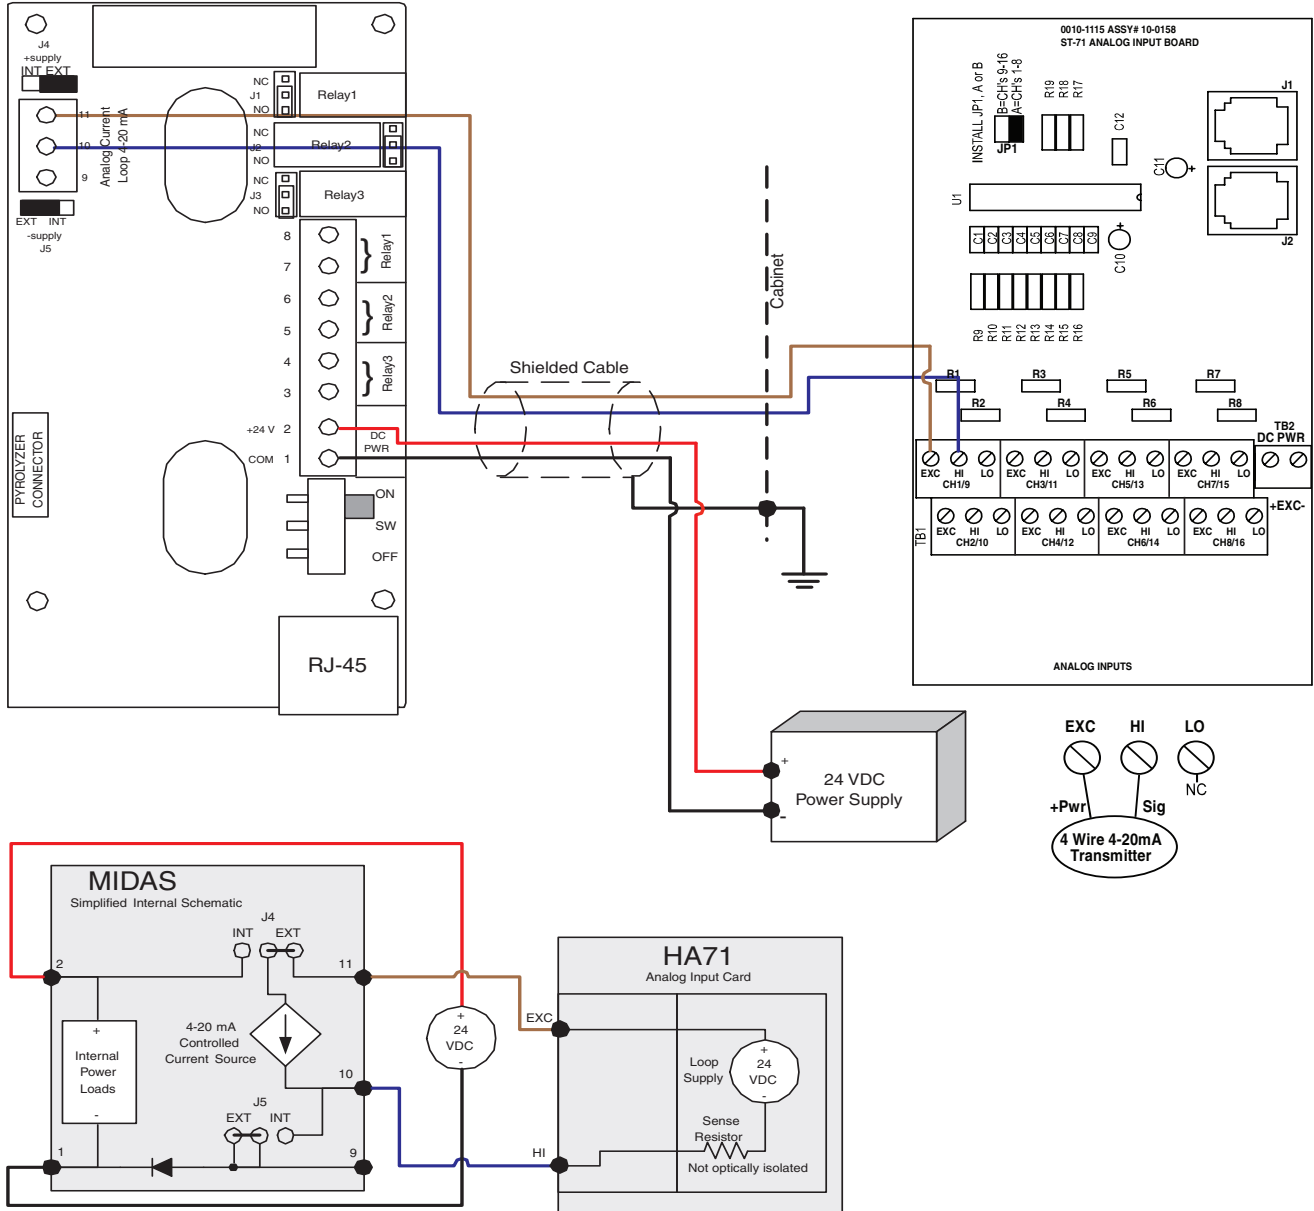 J4
+supply
INT EXT
11
10
9
Analog Current
Loop 4-20 mA
EXT INT
-supply
J5
NC
J1
NO
Relay1
NC
J2
NO
Relay2
NC
J3
NO
Relay3
8
7
6
5
4
3
+24 V 2
COM 1
Relay1
Relay2
Relay3
DC
PWR
PYROLYZER
CONNECTOR
ON
SW
OFF
RJ-45
Shielded Cable
Cabinet
0010-1115 ASSY# 10-0158
ST-71 ANALOG INPUT BOARD
INSTALL JP1, A or B
B=CH's 9-16
A=CH's 1-8
JP1
R19
R18
R17
C12
C11
+
J1
J2
U1
C1
C2
C3
C4
C5
C6
C7
C8
C9
+
C10
R9
R10
R11
R12
R13
R14
R15
R16
R1
R3
R5
R7
R2
R4
R6
R8
TB2
DC PWR
EXC HI LO
CH1/9
EXC HI LO
CH3/11
EXC HI LO
CH5/13
EXC HI LO
CH7/15
+EXC-
TB1
EXC HI LO
CH2/10
EXC HI LO
CH4/12
EXC HI LO
CH6/14
EXC HI LO
CH8/16
ANALOG INPUTS
+
24 VDC
Power Supply
-
EXC HI LO
NC
+Pwr Sig
4 Wire 4-20mA
Transmitter
MIDAS
Simplified Internal Schematic
J4
INT EXT
2
11
+
Internal
Power
Loads
-
4-20 mA
Controlled
Current Source
10
J5
EXT INT
1
9
+
24
VDC
-
HA71
Analog Input Card
EXC
Loop
Supply
+
24
VDC
-
Sense
Resistor
HI
Not optically isolated